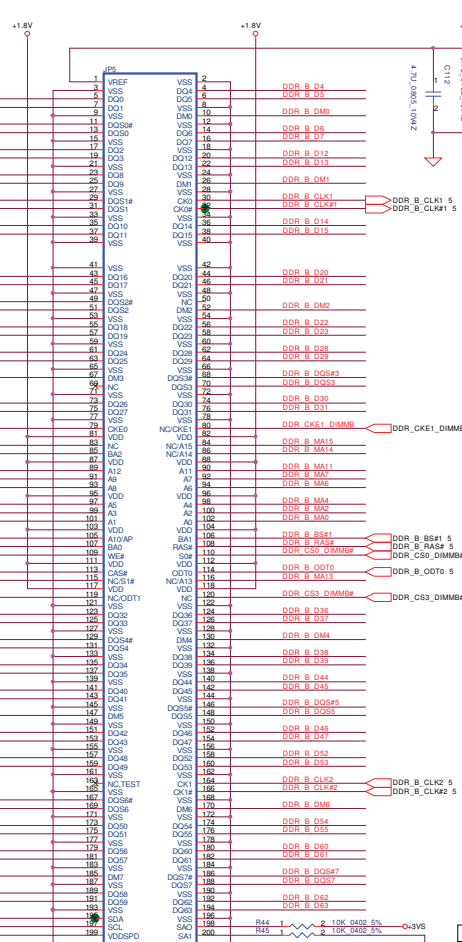 +1.8V +1.8V
JP5
1 VREF VSS 2
3 VSS DQ4 4 DDR_B_D4
5 DQ0 DQ5 6 DDR_B_D5
7 DQ1 VSS 8
9 VSS DM0 10 DDR_B_DM0
11 DQS0# VSS 12
13 DQS0 DQ6 14 DDR_B_D6
15 VSS DQ7 16 DDR_B_D7
17 DQ2 VSS 18
19 DQ3 DQ12 20 DDR_B_D12
21 VSS DQ13 22 DDR_B_D13
23 DQ8 VSS 24
25 DQ9 DM1 26 DDR_B_DM1
27 VSS VSS 28
29 DQS1# CK0 30 DDR_B_CLK1 DDR_B_CLK1 5
31 DQS1 CK0# DDR_B_CLK#1 DDR_B_CLK#1 5
33 VSS VSS 34
35 DQ10 DQ14 36 DDR_B_D14
37 DQ11 DQ15 38 DDR_B_D15
39 VSS VSS 40
41 VSS VSS 42
43 DQ16 DQ20 44 DDR_B_D20
45 DQ17 DQ21 46 DDR_B_D21
47 VSS VSS 48
49 DQS2# NC 50
51 DQS2 DM2 52 DDR_B_DM2
53 VSS VSS 54
55 DQ18 DQ22 56 DDR_B_D22
57 DQ19 DQ23 58 DDR_B_D23
59 VSS VSS 60
61 DQ24 DQ28 62 DDR_B_D28
63 DQ25 DQ29 64 DDR_B_D29
65 VSS VSS 66
67 DM3 DQS3# 68 DDR_B_DQS#3
69 NC DQS3 70 DDR_B_DQS3
71 VSS VSS 72
73 DQ26 DQ30 74 DDR_B_D30
75 DQ27 DQ31 76 DDR_B_D31
77 VSS VSS 78
79 CKE0 NC/CKE1 80 DDR_CKE1_DIMMB DDR_CKE1_DIMMB
81 VDD VDD 82
83 NC NC/A15 84 DDR_B_MA15
85 BA2 NC/A14 86 DDR_B_MA14
87 VDD VDD 88
89 A12 A11 90 DDR_B_MA11
91 A9 A7 92 DDR_B_MA7
93 A8 A6 94 DDR_B_MA6
95 VDD VDD 96
97 A5 A4 98 DDR_B_MA4
99 A3 A2 100 DDR_B_MA2
101 A1 A0 102 DDR_B_MA0
103 VDD VDD 104
105 A10/AP BA1 106 DDR_B_BS#1 DDR_B_BS#1 5
107 BA0 RAS# 108 DDR_B_RAS# DDR_B_RAS# 5
109 WE# S0# 110 DDR_CS0_DIMMB# DDR_CS0_DIMMB#
111 VDD VDD 112
113 CAS# ODT0 114 DDR_B_ODT0 DDR_B_ODT0 5
115 NC/S1# NC/A13 116 DDR_B_MA13
117 VDD VDD 118
119 NC/ODT1 NC 120 DDR_CS3_DIMMB# DDR_CS3_DIMMB#
121 VSS VSS 122
123 DQ32 DQ36 124 DDR_B_D36
125 DQ33 DQ37 126 DDR_B_D37
127 VSS VSS 128
129 DQS4# DM4 130 DDR_B_DM4
131 DQS4 VSS 132
133 VSS DQ38 134 DDR_B_D38
135 DQ34 DQ39 136 DDR_B_D39
137 DQ35 VSS 138
139 VSS DQ44 140 DDR_B_D44
141 DQ40 DQ45 142 DDR_B_D45
143 DQ41 VSS 144
145 VSS DQS5# 146 DDR_B_DQS#5
147 DM5 DQS5 148 DDR_B_DQS5
149 VSS VSS 150
151 DQ42 DQ46 152 DDR_B_D46
153 DQ43 DQ47 154 DDR_B_D47
155 VSS VSS 156
157 DQ48 DQ52 158 DDR_B_D52
159 DQ49 DQ53 160 DDR_B_D53
161 VSS VSS 162
163 NC,TEST CK1 164 DDR_B_CLK2 DDR_B_CLK2 5
165 VSS CK1# 166 DDR_B_CLK#2 DDR_B_CLK#2 5
167 DQS6# VSS 168
169 DQS6 DM6 170 DDR_B_DM6
171 VSS VSS 172
173 DQ50 DQ54 174 DDR_B_D54
175 DQ51 DQ55 176 DDR_B_D55
177 VSS VSS 178
179 DQ56 DQ60 180 DDR_B_D60
181 DQ57 DQ61 182 DDR_B_D61
183 VSS VSS 184
185 DM7 DQS7# 186 DDR_B_DQS#7
187 VSS DQS7 188 DDR_B_DQS7
189 DQ58 VSS 190
191 DQ59 DQ62 192 DDR_B_D62
193 VSS DQ63 194 DDR_B_D63
SDA VSS 196
197 SCL SAO 198 R44 1 2 10K_0402_5% +3VS
199 VDDSPD SA1 200 R45 1 2 10K_0402_5%
C112
4.7U_0805_10V4Z
1
2